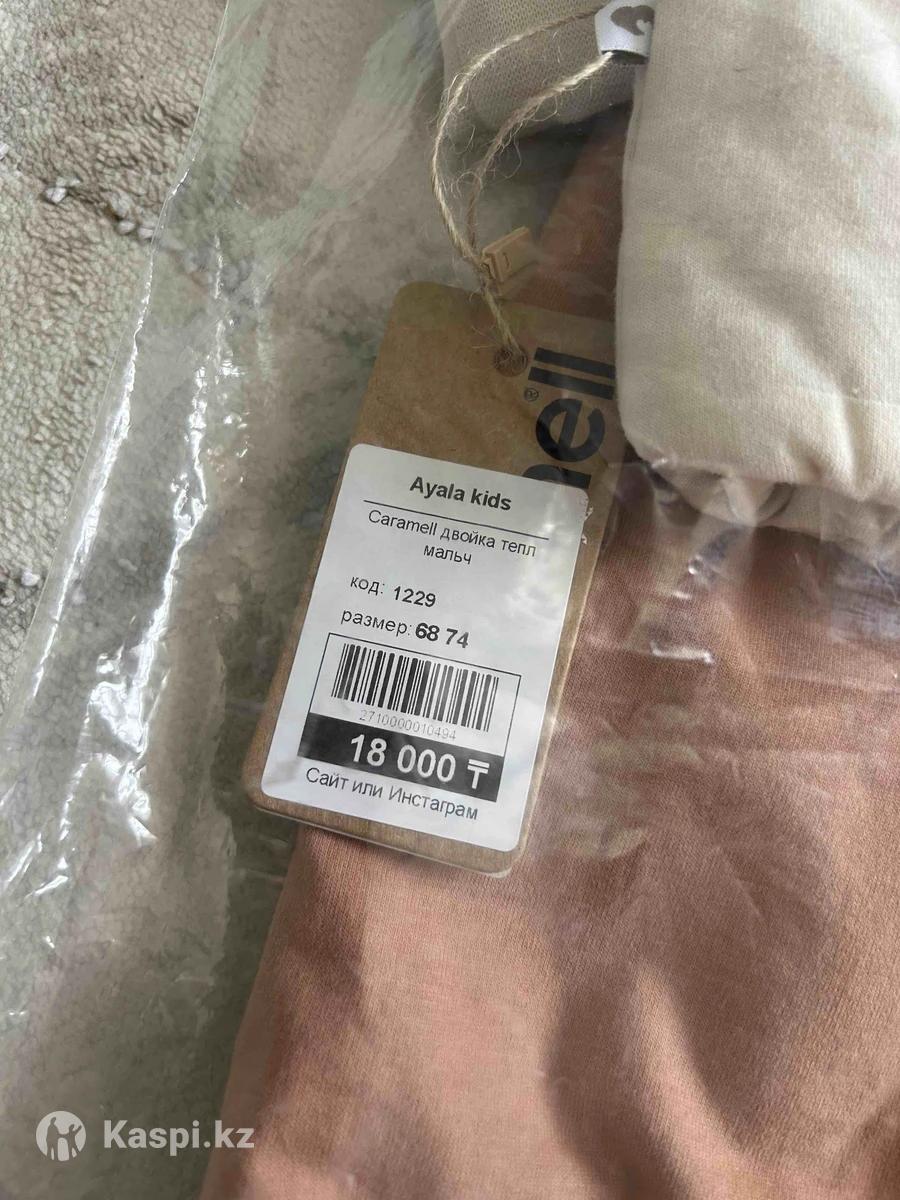 Ayala kids
Caramell двойка тепл
мальч
код: 1229
размер: 68 74
2710000010494
18 000 ₸
Сайт или Инстаграм
Kaspi.kz